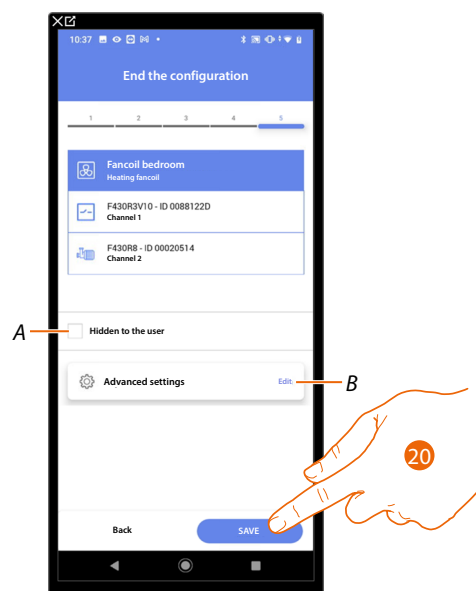 10:37
End the configuration
1 2 3 4 5
Fancoil bedroom
Heating fancoil
F430R3V10 - ID 0088122D
Channel 1
F430R8 - ID 00020514
Channel 2
A
Hidden to the user
Advanced settings
Edit
B
20
Back
SAVE